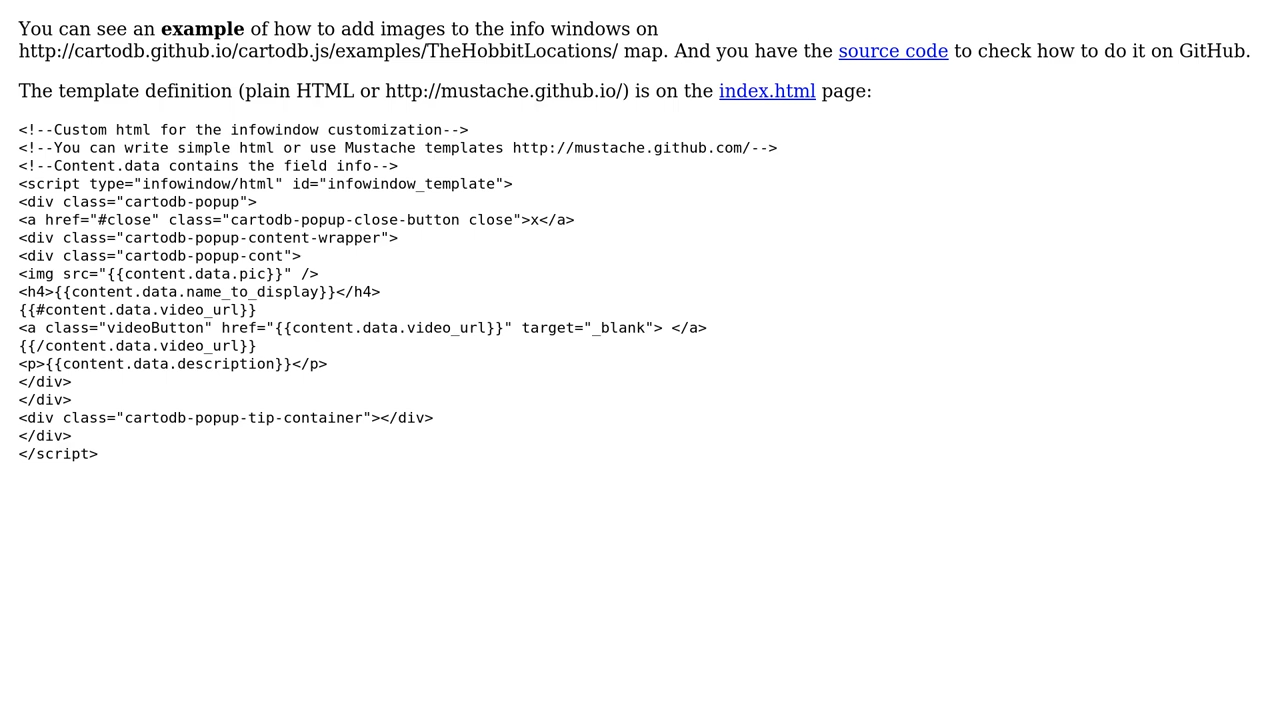 You can see an example of how to add images to the info windows on
http://cartodb.github.io/cartodb.js/examples/TheHobbitLocations/ map. And you have the source code to check how to do it on GitHub.
The template definition (plain HTML or http://mustache.github.io/) is on the index.html page:
<!--Custom html for the infowindow customization-->
<!--You can write simple html or use Mustache templates http://mustache.github.com/-->
<!--Content.data contains the field info-->
<script type="infowindow/html" id="infowindow_template">
<div class="cartodb-popup">
<a href="#close" class="cartodb-popup-close-button close">x</a>
<div class="cartodb-popup-content-wrapper">
<div class="cartodb-popup-cont">
<img src="{{content.data.pic}}" />
<h4>{{content.data.name_to_display}}</h4>
{{#content.data.video_url}}
<a class="videoButton" href="{{content.data.video_url}}" target="_blank"> </a>
{{/content.data.video_url}}
<p>{{content.data.description}}</p>
</div>
</div>
<div class="cartodb-popup-tip-container"></div>
</div>
</script>